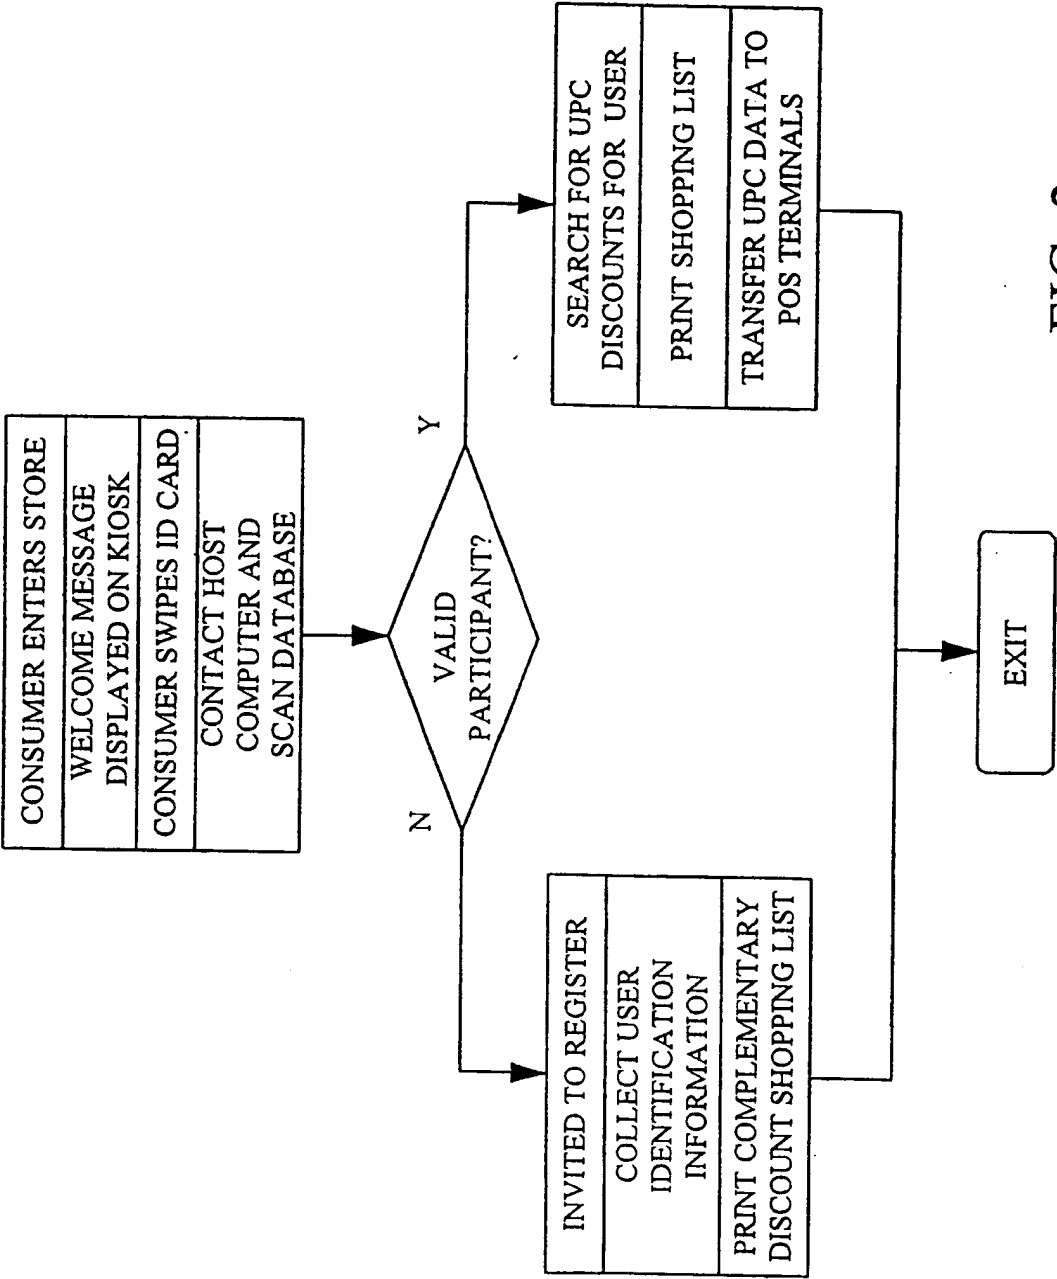 CONSUMER ENTERS STORE
WELCOME MESSAGE
DISPLAYED ON KIOSK
CONSUMER SWIPES ID CARD
CONTACT HOST
COMPUTER AND
SCAN DATABASE
VALID
PARTICIPANT?
N
Y
INVITED TO REGISTER
COLLECT USER
IDENTIFICATION
INFORMATION
PRINT COMPLEMENTARY
DISCOUNT SHOPPING LIST
SEARCH FOR UPC
DISCOUNTS FOR USER
PRINT SHOPPING LIST
TRANSFER UPC DATA TO
POS TERMINALS
EXIT
FIG.